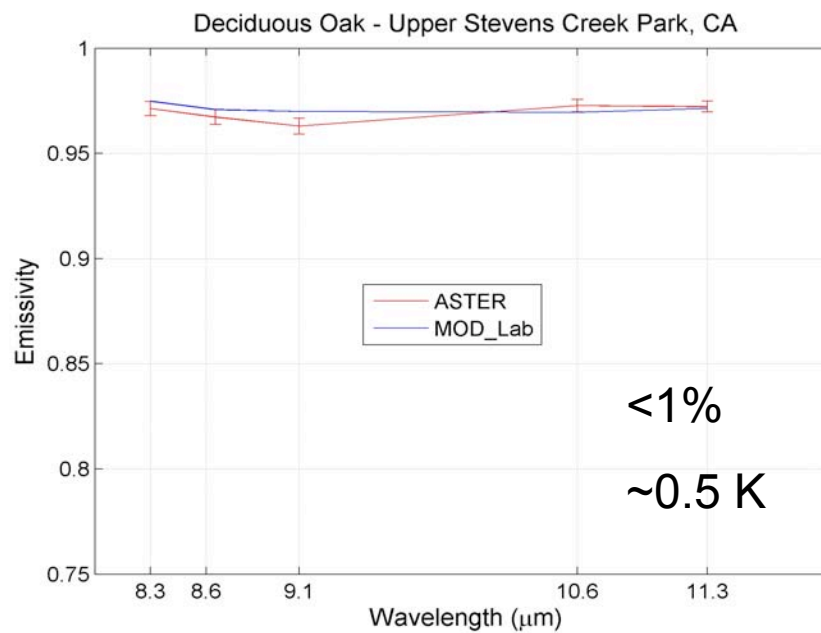 Deciduous Oak - Upper Stevens Creek Park, CA
1
0.95
0.9
0.85
0.8
0.75
Emissivity
ASTER
MOD_Lab
<1%
~0.5 K
8.3 8.6 9.1 10.6 11.3
Wavelength (μm)